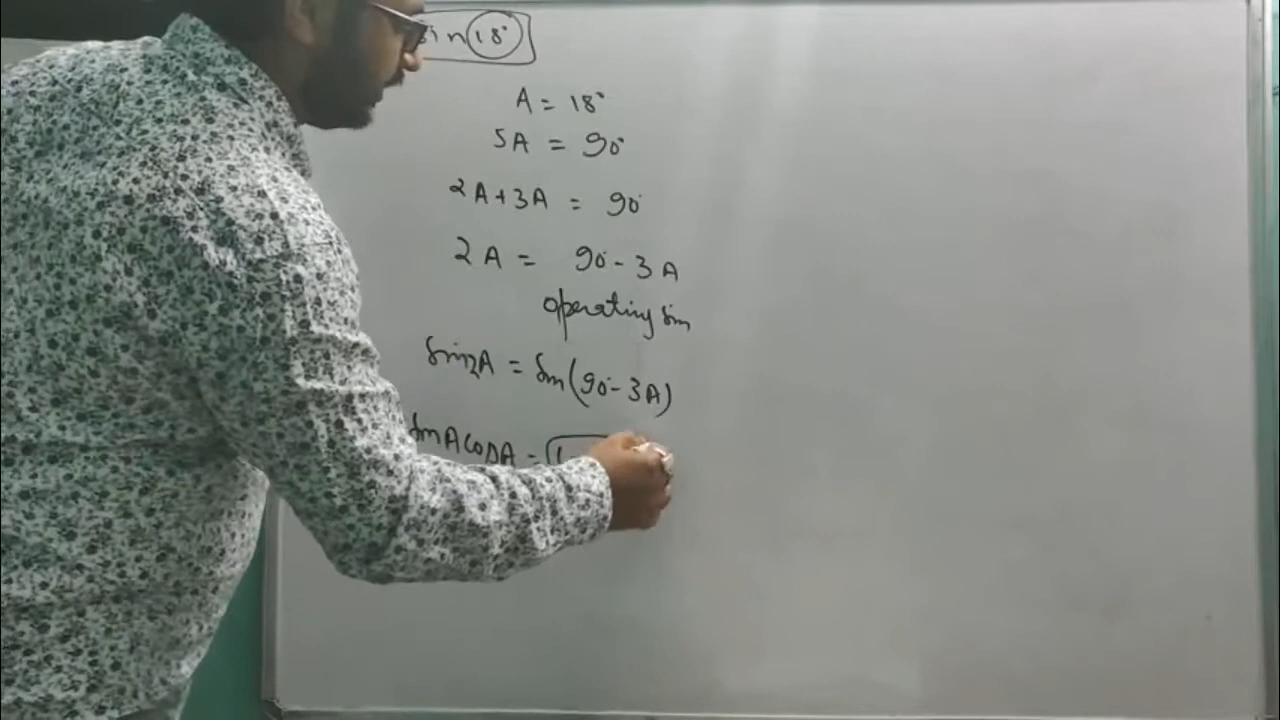 sin 18°
A = 18°
5A = 90°
2A+3A = 90°
2A = 90°-3A
operating sin
sin2A = sin(90°-3A)
sinA cosA =